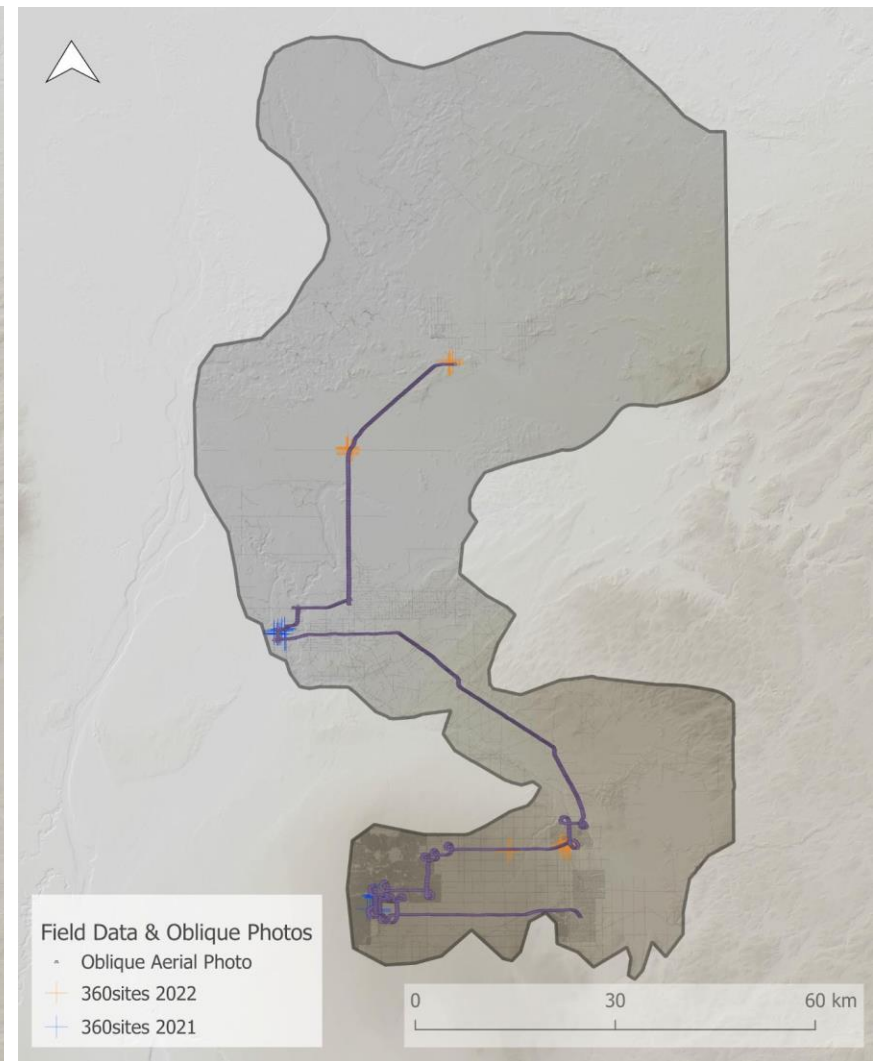 Field Data & Oblique Photos
Oblique Aerial Photo
360sites 2022
360sites 2021
0 30 60 km